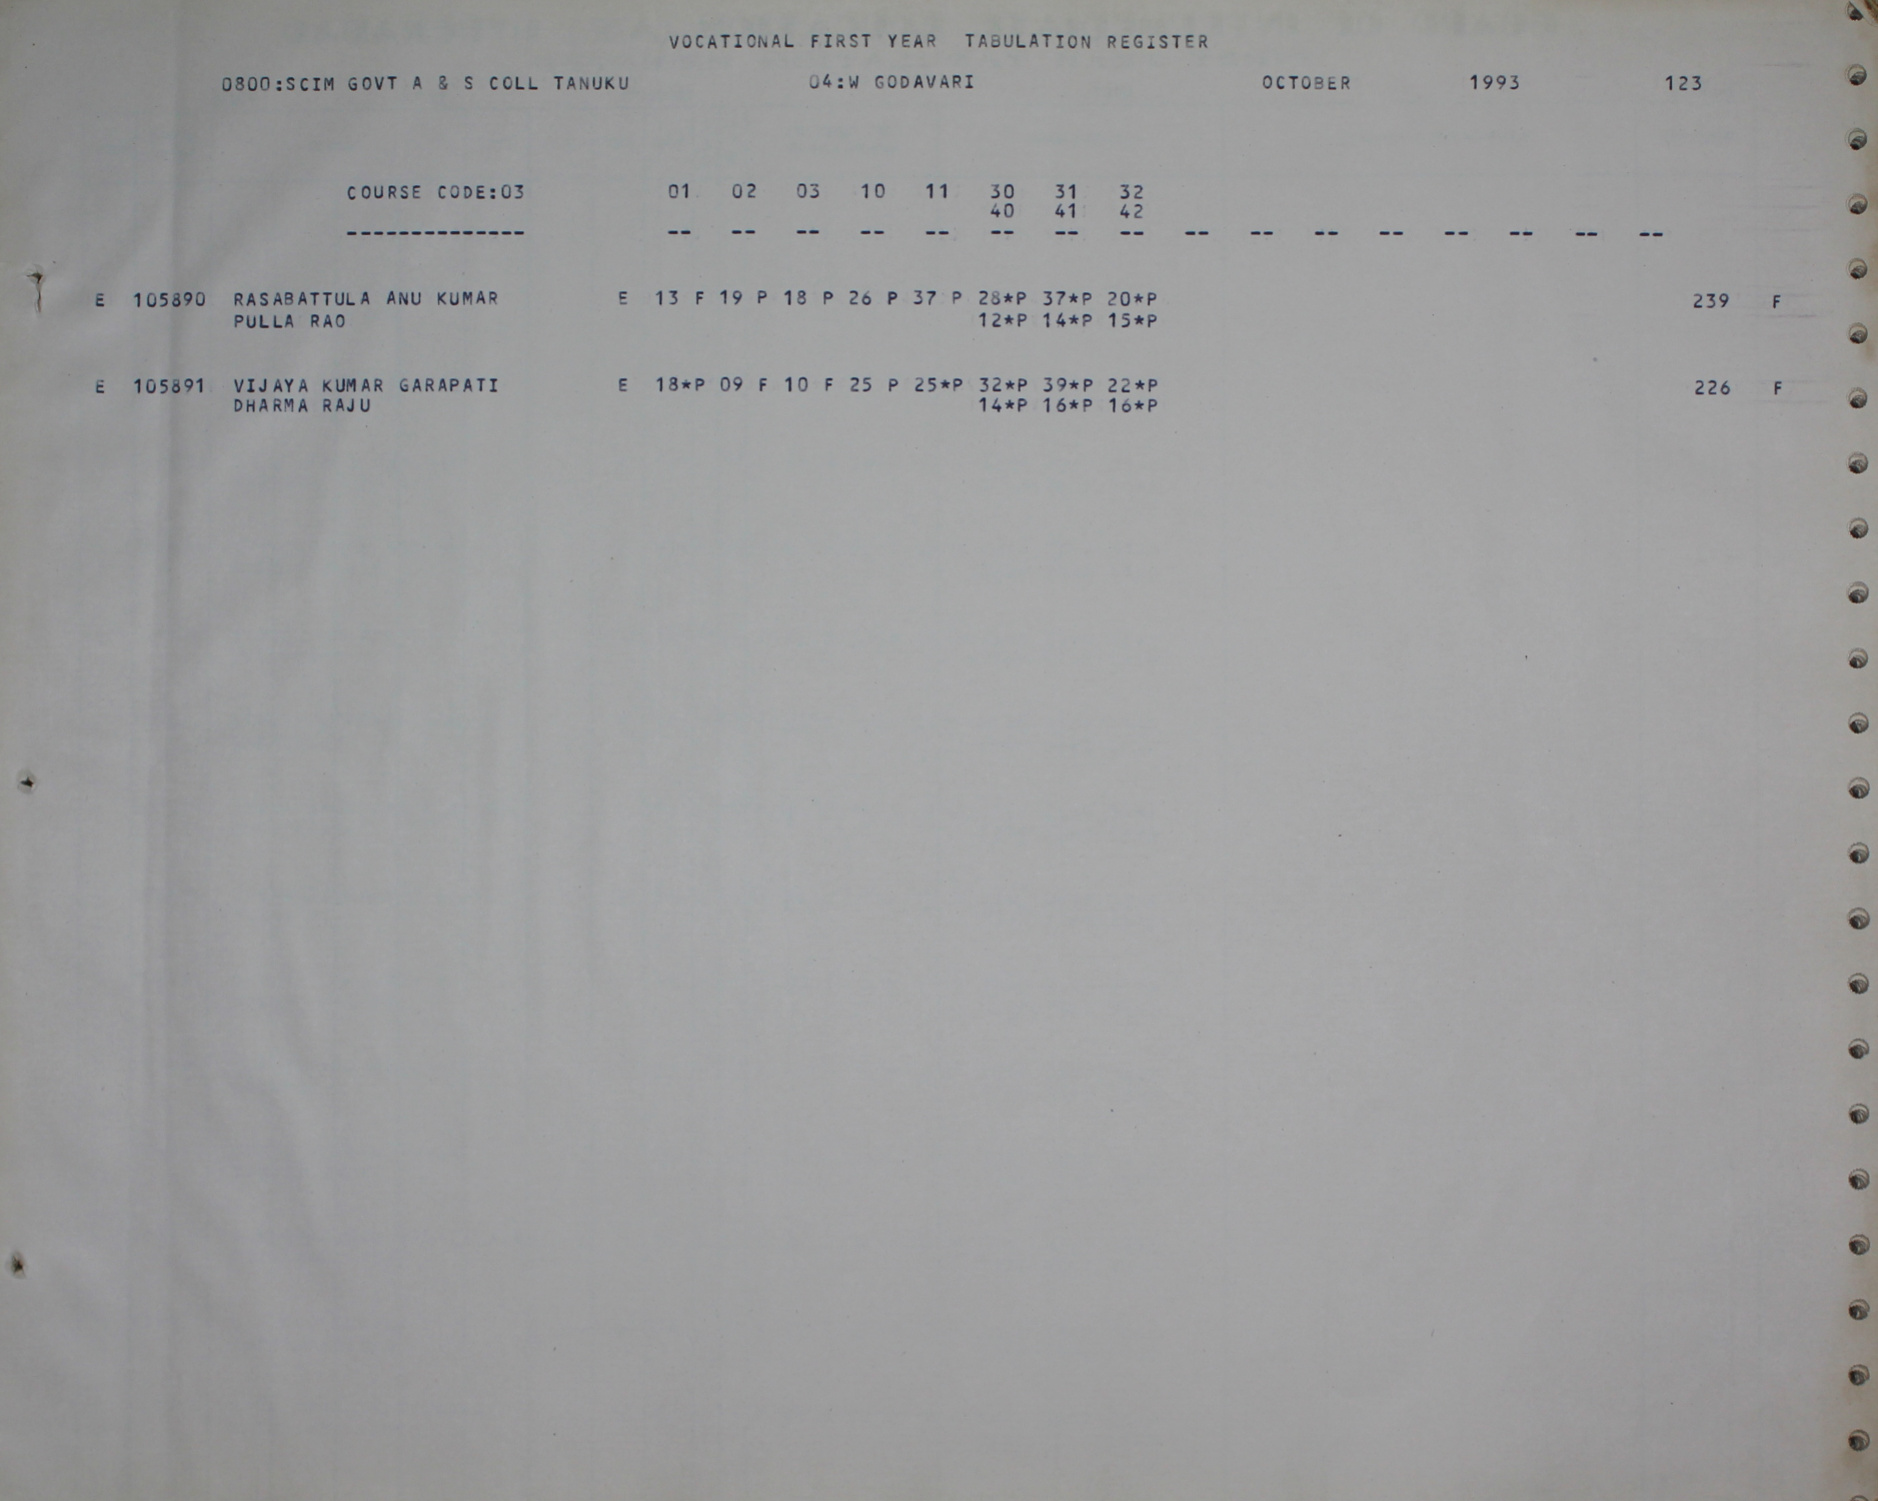 VOCATIONAL FIRST YEAR TABULATION REGISTER
0800:SCIM GOVT A & S COLL TANUKU 04:W GODAVARI OCTOBER 1993 123
COURSE CODE:03 01 02 03 10 11 30 31 32
40 41 42
-------------- -- -- -- -- -- -- -- -- -- -- -- -- -- -- -- --
E 105890 RASABATTULA ANU KUMAR E 13 F 19 P 18 P 26 P 37 P 28*P 37*P 20*P 239 F
PULLA RAO 12*P 14*P 15*P
E 105891 VIJAYA KUMAR GARAPATI E 18*P 09 F 10 F 25 P 25*P 32*P 39*P 22*P 226 F
DHARMA RAJU 14*P 16*P 16*P